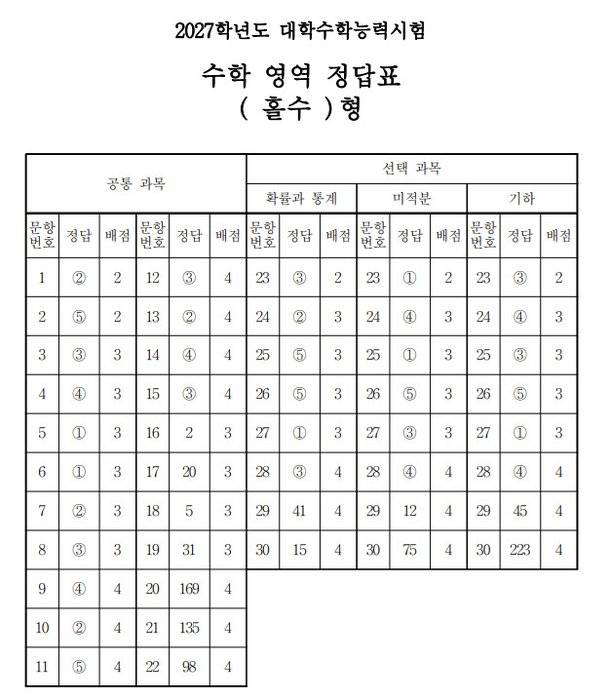 2027학년도 대학수학능력시험
수학 영역 정답표
( 홀수 )형
공통 과목 선택 과목
확률과 통계 미적분 기하
문항번호 정답 배점 문항번호 정답 배점 문항번호 정답 배점 문항번호 정답 배점 문항번호 정답 배점
1 ② 2 12 ③ 4 23 ③ 2 23 ① 2 23 ③ 2
2 ⑤ 2 13 ② 4 24 ② 3 24 ④ 3 24 ④ 3
3 ③ 3 14 ④ 4 25 ⑤ 3 25 ① 3 25 ③ 3
4 ④ 3 15 ③ 4 26 ⑤ 3 26 ⑤ 3 26 ⑤ 3
5 ① 3 16 2 3 27 ① 3 27 ③ 3 27 ① 3
6 ① 3 17 20 3 28 ③ 4 28 ④ 4 28 ④ 4
7 ② 3 18 5 3 29 41 4 29 12 4 29 45 4
8 ③ 3 19 31 3 30 15 4 30 75 4 30 223 4
9 ④ 4 20 169 4
10 ② 4 21 135 4
11 ⑤ 4 22 98 4